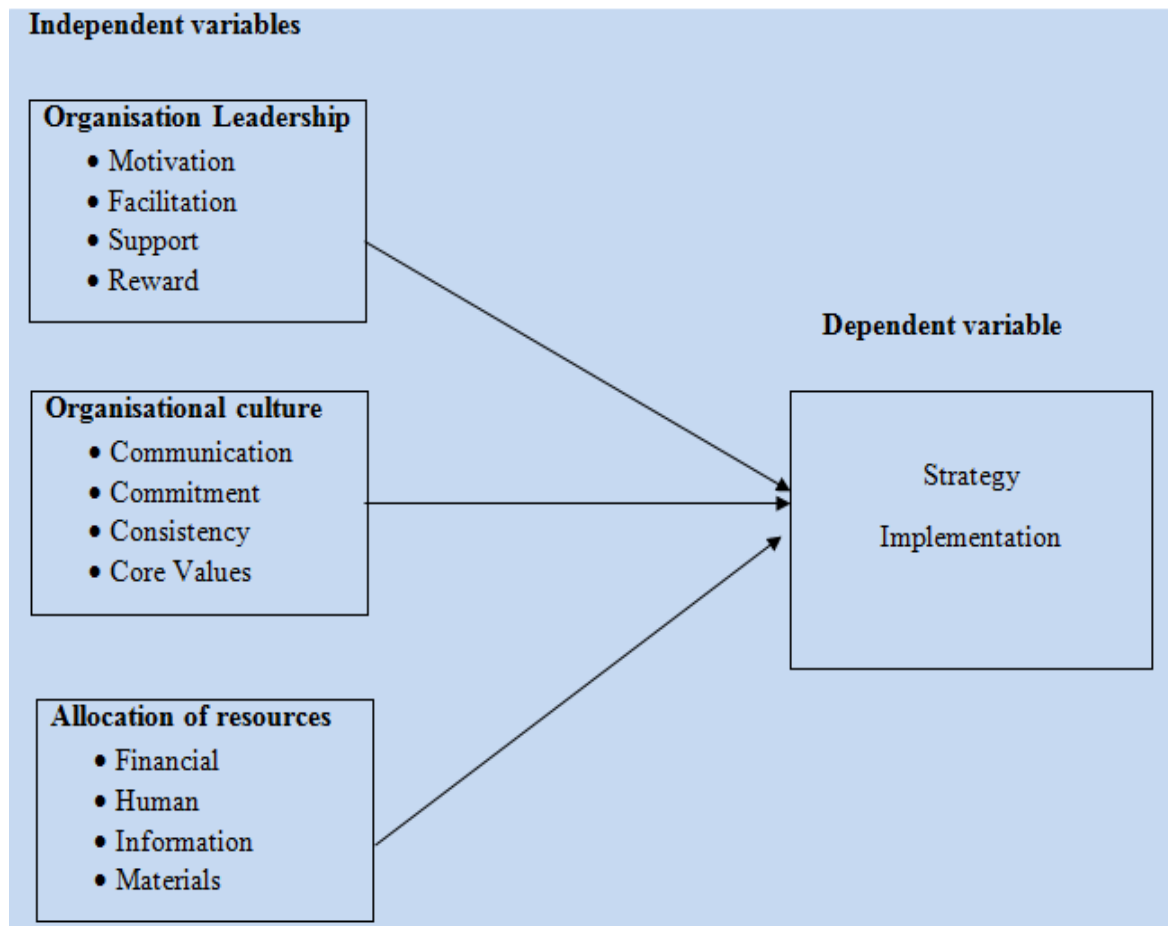 Independent variables
Organisation Leadership
• Motivation
• Facilitation
• Support
• Reward
Organisational culture
• Communication
• Commitment
• Consistency
• Core Values
Allocation of resources
• Financial
• Human
• Information
• Materials
Dependent variable
Strategy
Implementation